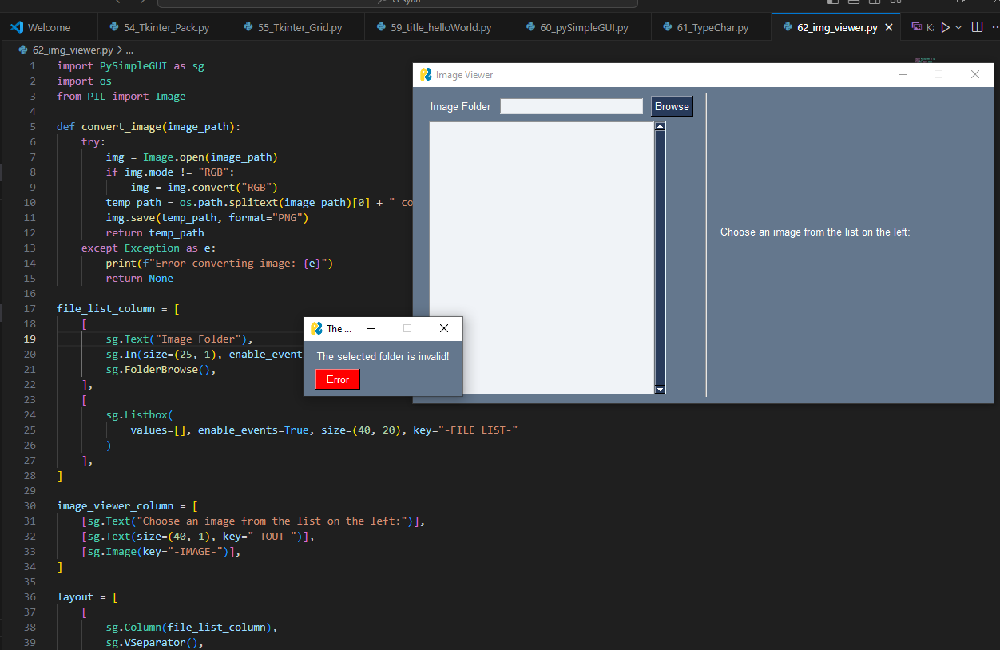 Welcome
54_Tkinter_Pack.py
55_Tkinter_Grid.py
59_title_helloWorld.py
60_pySimpleGUI.py
61_TypeChar.py
62_img_viewer.py
62_img_viewer.py > ...
1 import PySimpleGUI as sg
2 import os
3 from PIL import Image
4
5 def convert_image(image_path):
6 try:
7 img = Image.open(image_path)
8 if img.mode != "RGB":
9 img = img.convert("RGB")
10 temp_path = os.path.splitext(image_path)[0] + "_co
11 img.save(temp_path, format="PNG")
12 return temp_path
13 except Exception as e:
14 print(f"Error converting image: {e}")
15 return None
16
17 file_list_column = [
18 [
19 sg.Text("Image Folder"),
20 sg.In(size=(25, 1), enable_event
21 sg.FolderBrowse(),
22 ],
23 [
24 sg.Listbox(
25 values=[], enable_events=True, size=(40, 20), key="-FILE LIST-"
26 )
27 ],
28 ]
29
30 image_viewer_column = [
31 [sg.Text("Choose an image from the list on the left:")],
32 [sg.Text(size=(40, 1), key="-TOUT-")],
33 [sg.Image(key="-IMAGE-")],
34 ]
35
36 layout = [
37 [
38 sg.Column(file_list_column),
39 sg.VSeparator(),
Image Viewer
Image Folder
Browse
Choose an image from the list on the left:
The ...
The selected folder is invalid!
Error